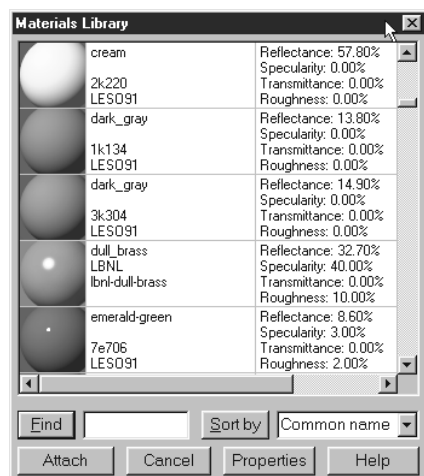 Materials Library
cream
2k220
LESO91
Reflectance: 57.80%
Specularity: 0.00%
Transmittance: 0.00%
Roughness: 0.00%
dark_gray
1k134
LESO91
Reflectance: 13.80%
Specularity: 0.00%
Transmittance: 0.00%
Roughness: 0.00%
dark_gray
3k304
LESO91
Reflectance: 14.90%
Specularity: 0.00%
Transmittance: 0.00%
Roughness: 0.00%
dull_brass
LBNL
lbnl-dull-brass
Reflectance: 32.70%
Specularity: 40.00%
Transmittance: 0.00%
Roughness: 10.00%
emerald-green
7e706
LESO91
Reflectance: 8.60%
Specularity: 3.00%
Transmittance: 0.00%
Roughness: 2.00%
Find Sort by Common name
Attach Cancel Properties Help